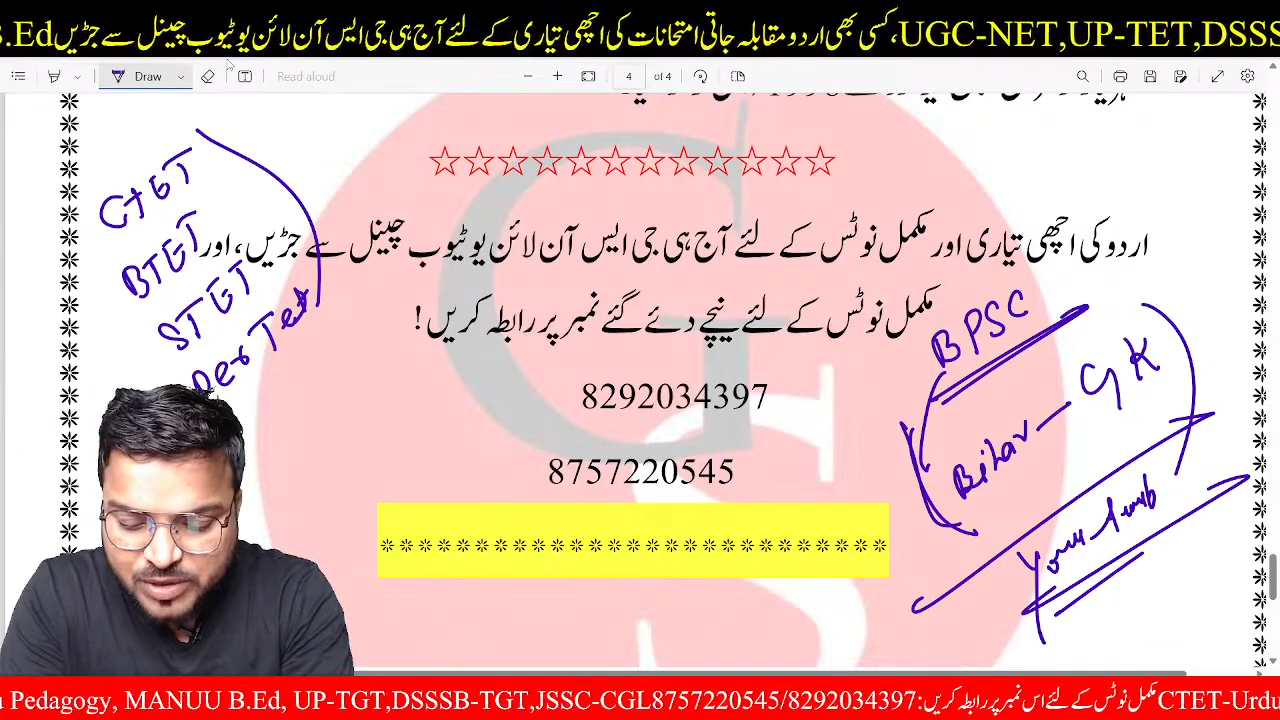 کسی بھی اردو مقابلہ جاتی امتحانات کی اچھی تیاری کے لئے آج ہی جی ایس آن لائن یوٹیوب چینل سے جڑیں، UGC-NET,UP-TET,DSSS
B.Ed
Draw
Read aloud
4 of 4
اردو کی اچھی تیاری اور مکمل نوٹس کے لئے آج ہی جی ایس آن لائن یوٹیوب چینل سے جڑیں، اور
مکمل نوٹس کے لئے نیچے دئے گئے نمبر پر رابطہ کریں!
8292034397
8757220545
CTET
BTET
STET
per Tet
BPSC
Bihar – GK
u Pedagogy, MANUU B.Ed, UP-TGT,DSSSB-TGT,JSSC-CGL8757220545/8292034397:مکمل نوٹس کے لئے اس نمبر پر رابطہ کریں CTET-Urdu